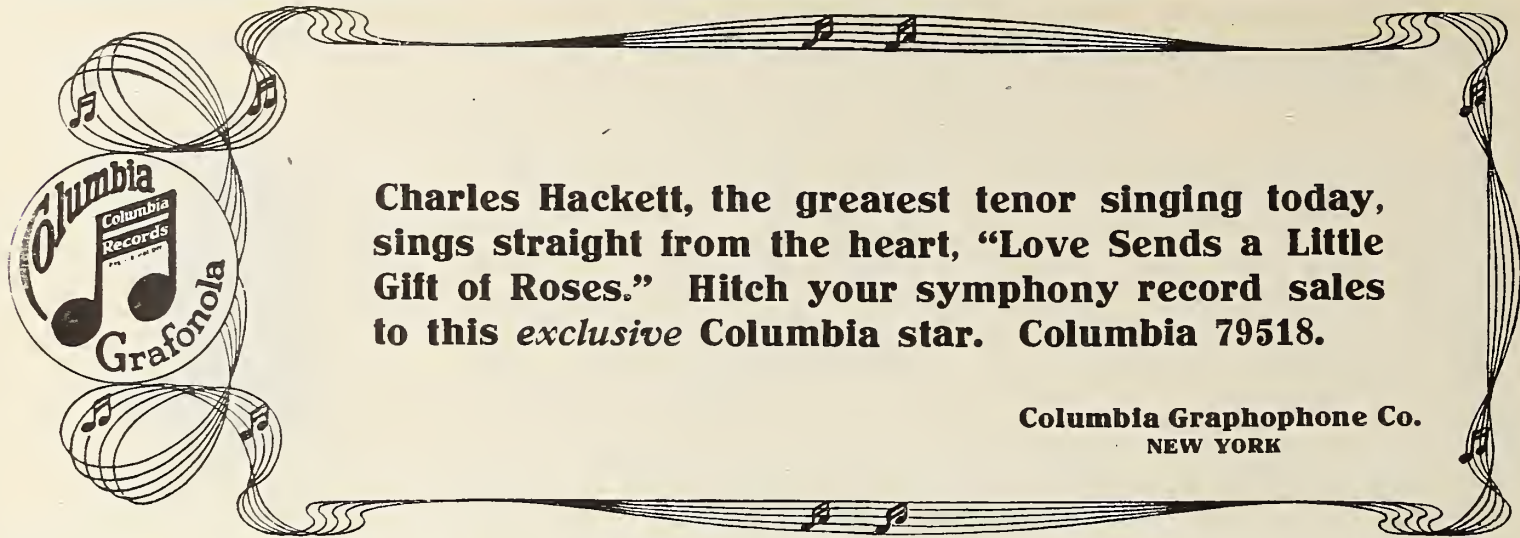 Columbia
Columbia
Records
Grafonola
Charles Hackett, the greatest tenor singing today,
sings straight from the heart, “Love Sends a Little
Gift of Roses.” Hitch your symphony record sales
to this exclusive Columbia star. Columbia 79518.
Columbia Graphophone Co.
NEW YORK